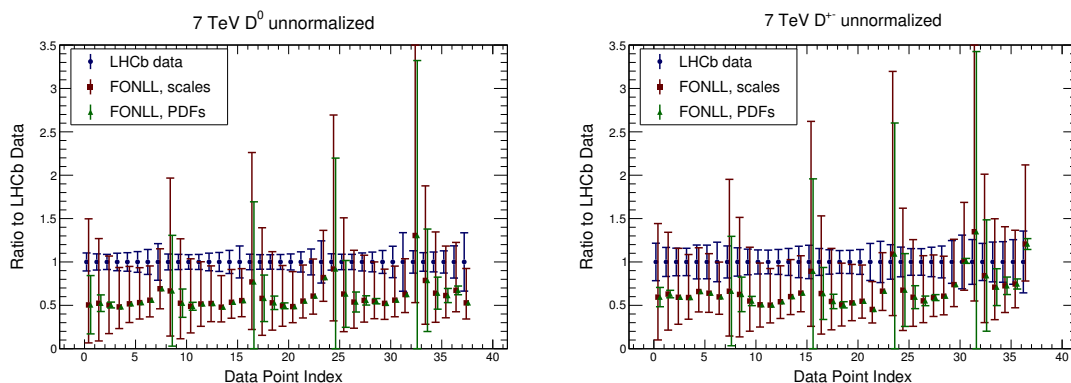 7 TeV D⁰ unnormalized
Ratio to LHCb Data
3.5
3
2.5
2
1.5
1
0.5
0
LHCb data
FONLL, scales
FONLL, PDFs
0 5 10 15 20 25 30 35 40
Data Point Index
7 TeV D⁺⁻ unnormalized
Ratio to LHCb Data
3.5
3
2.5
2
1.5
1
0.5
0
LHCb data
FONLL, scales
FONLL, PDFs
0 5 10 15 20 25 30 35 40
Data Point Index